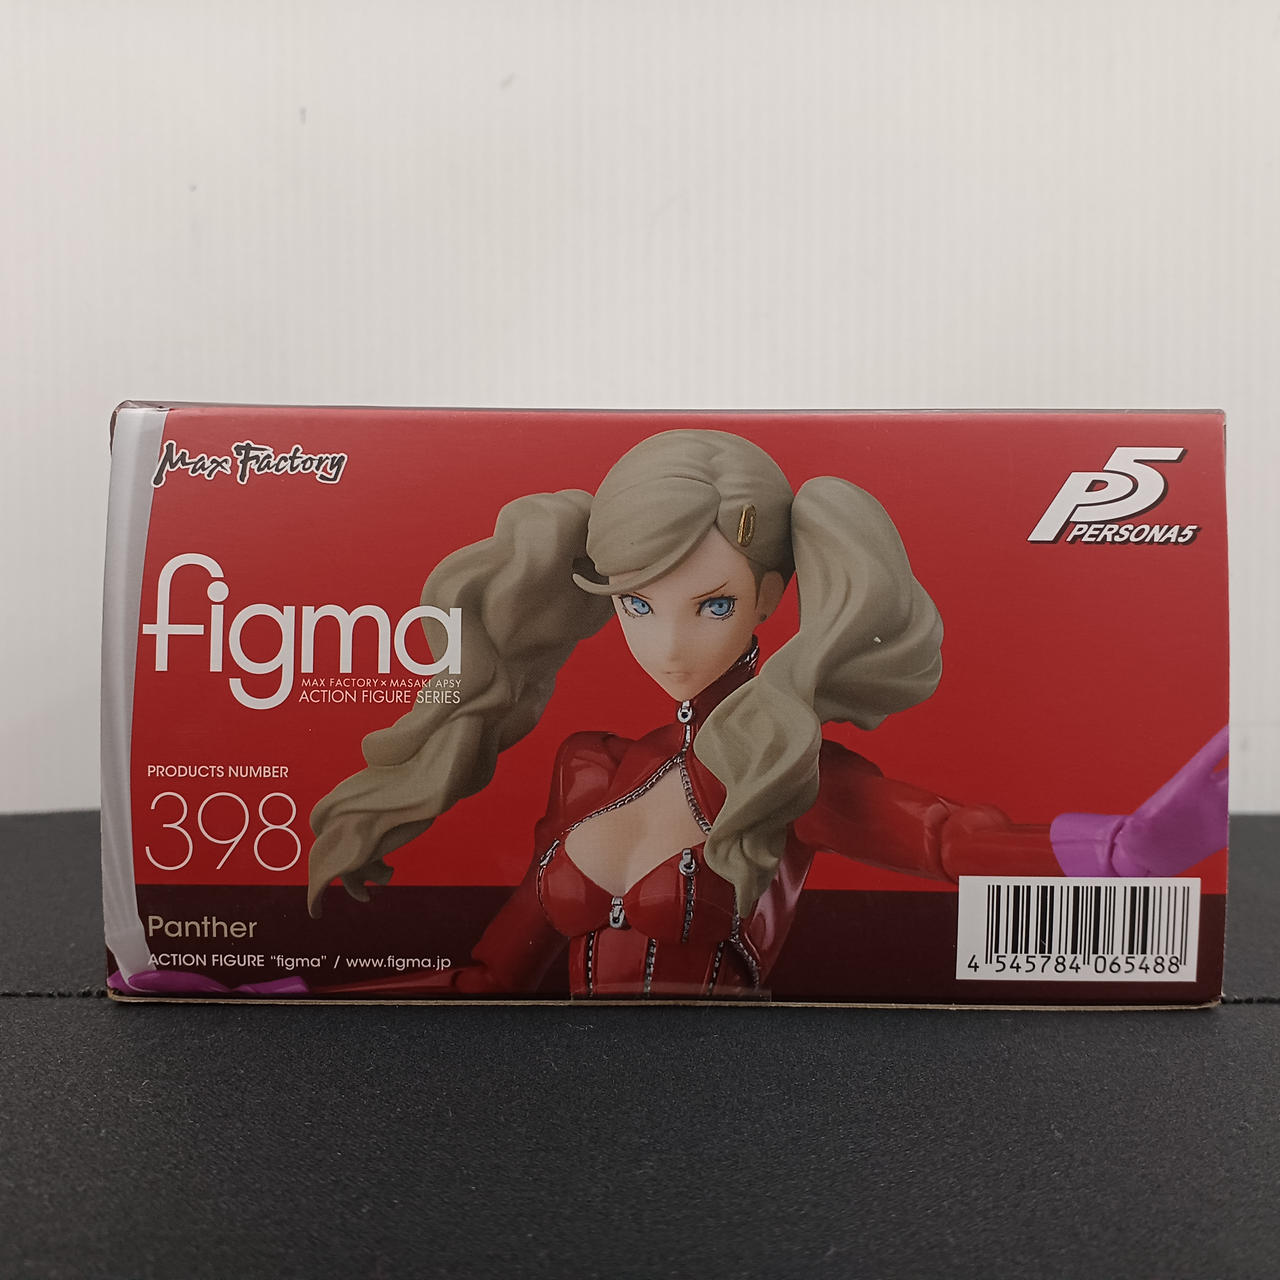 Max Factory
P5
PERSONA5
figma
MAX FACTORY × MASAKI APSY
ACTION FIGURE SERIES
PRODUCTS NUMBER
398
Panther
ACTION FIGURE "figma" / www.figma.jp
4 545784 065488